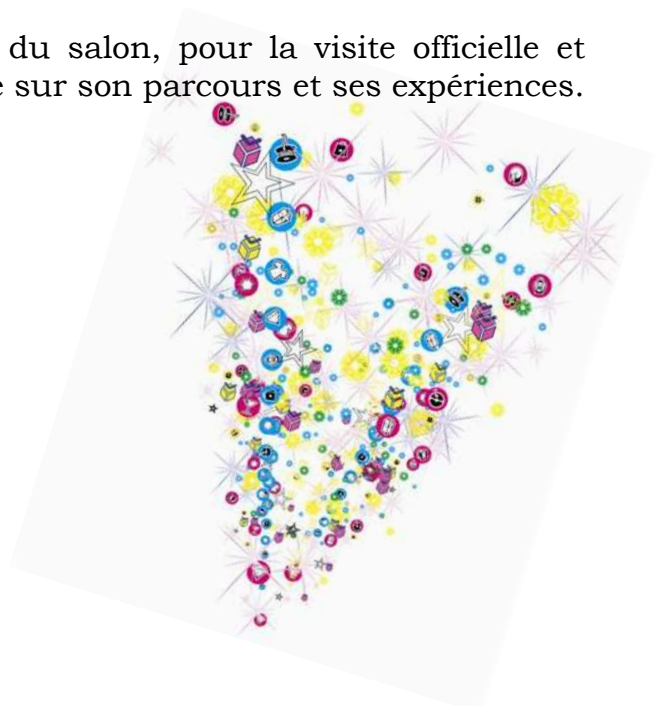 du salon, pour la visite officielle et
sur son parcours et ses expériences.